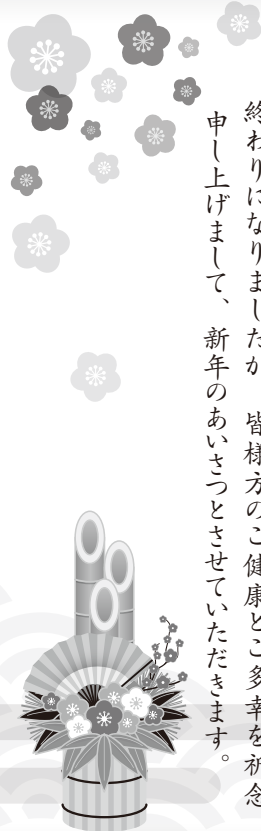 終わりになりましたが、皆様方のご健康とご多幸を祈念
申し上げまして、新年のあいさつとさせていただきます。